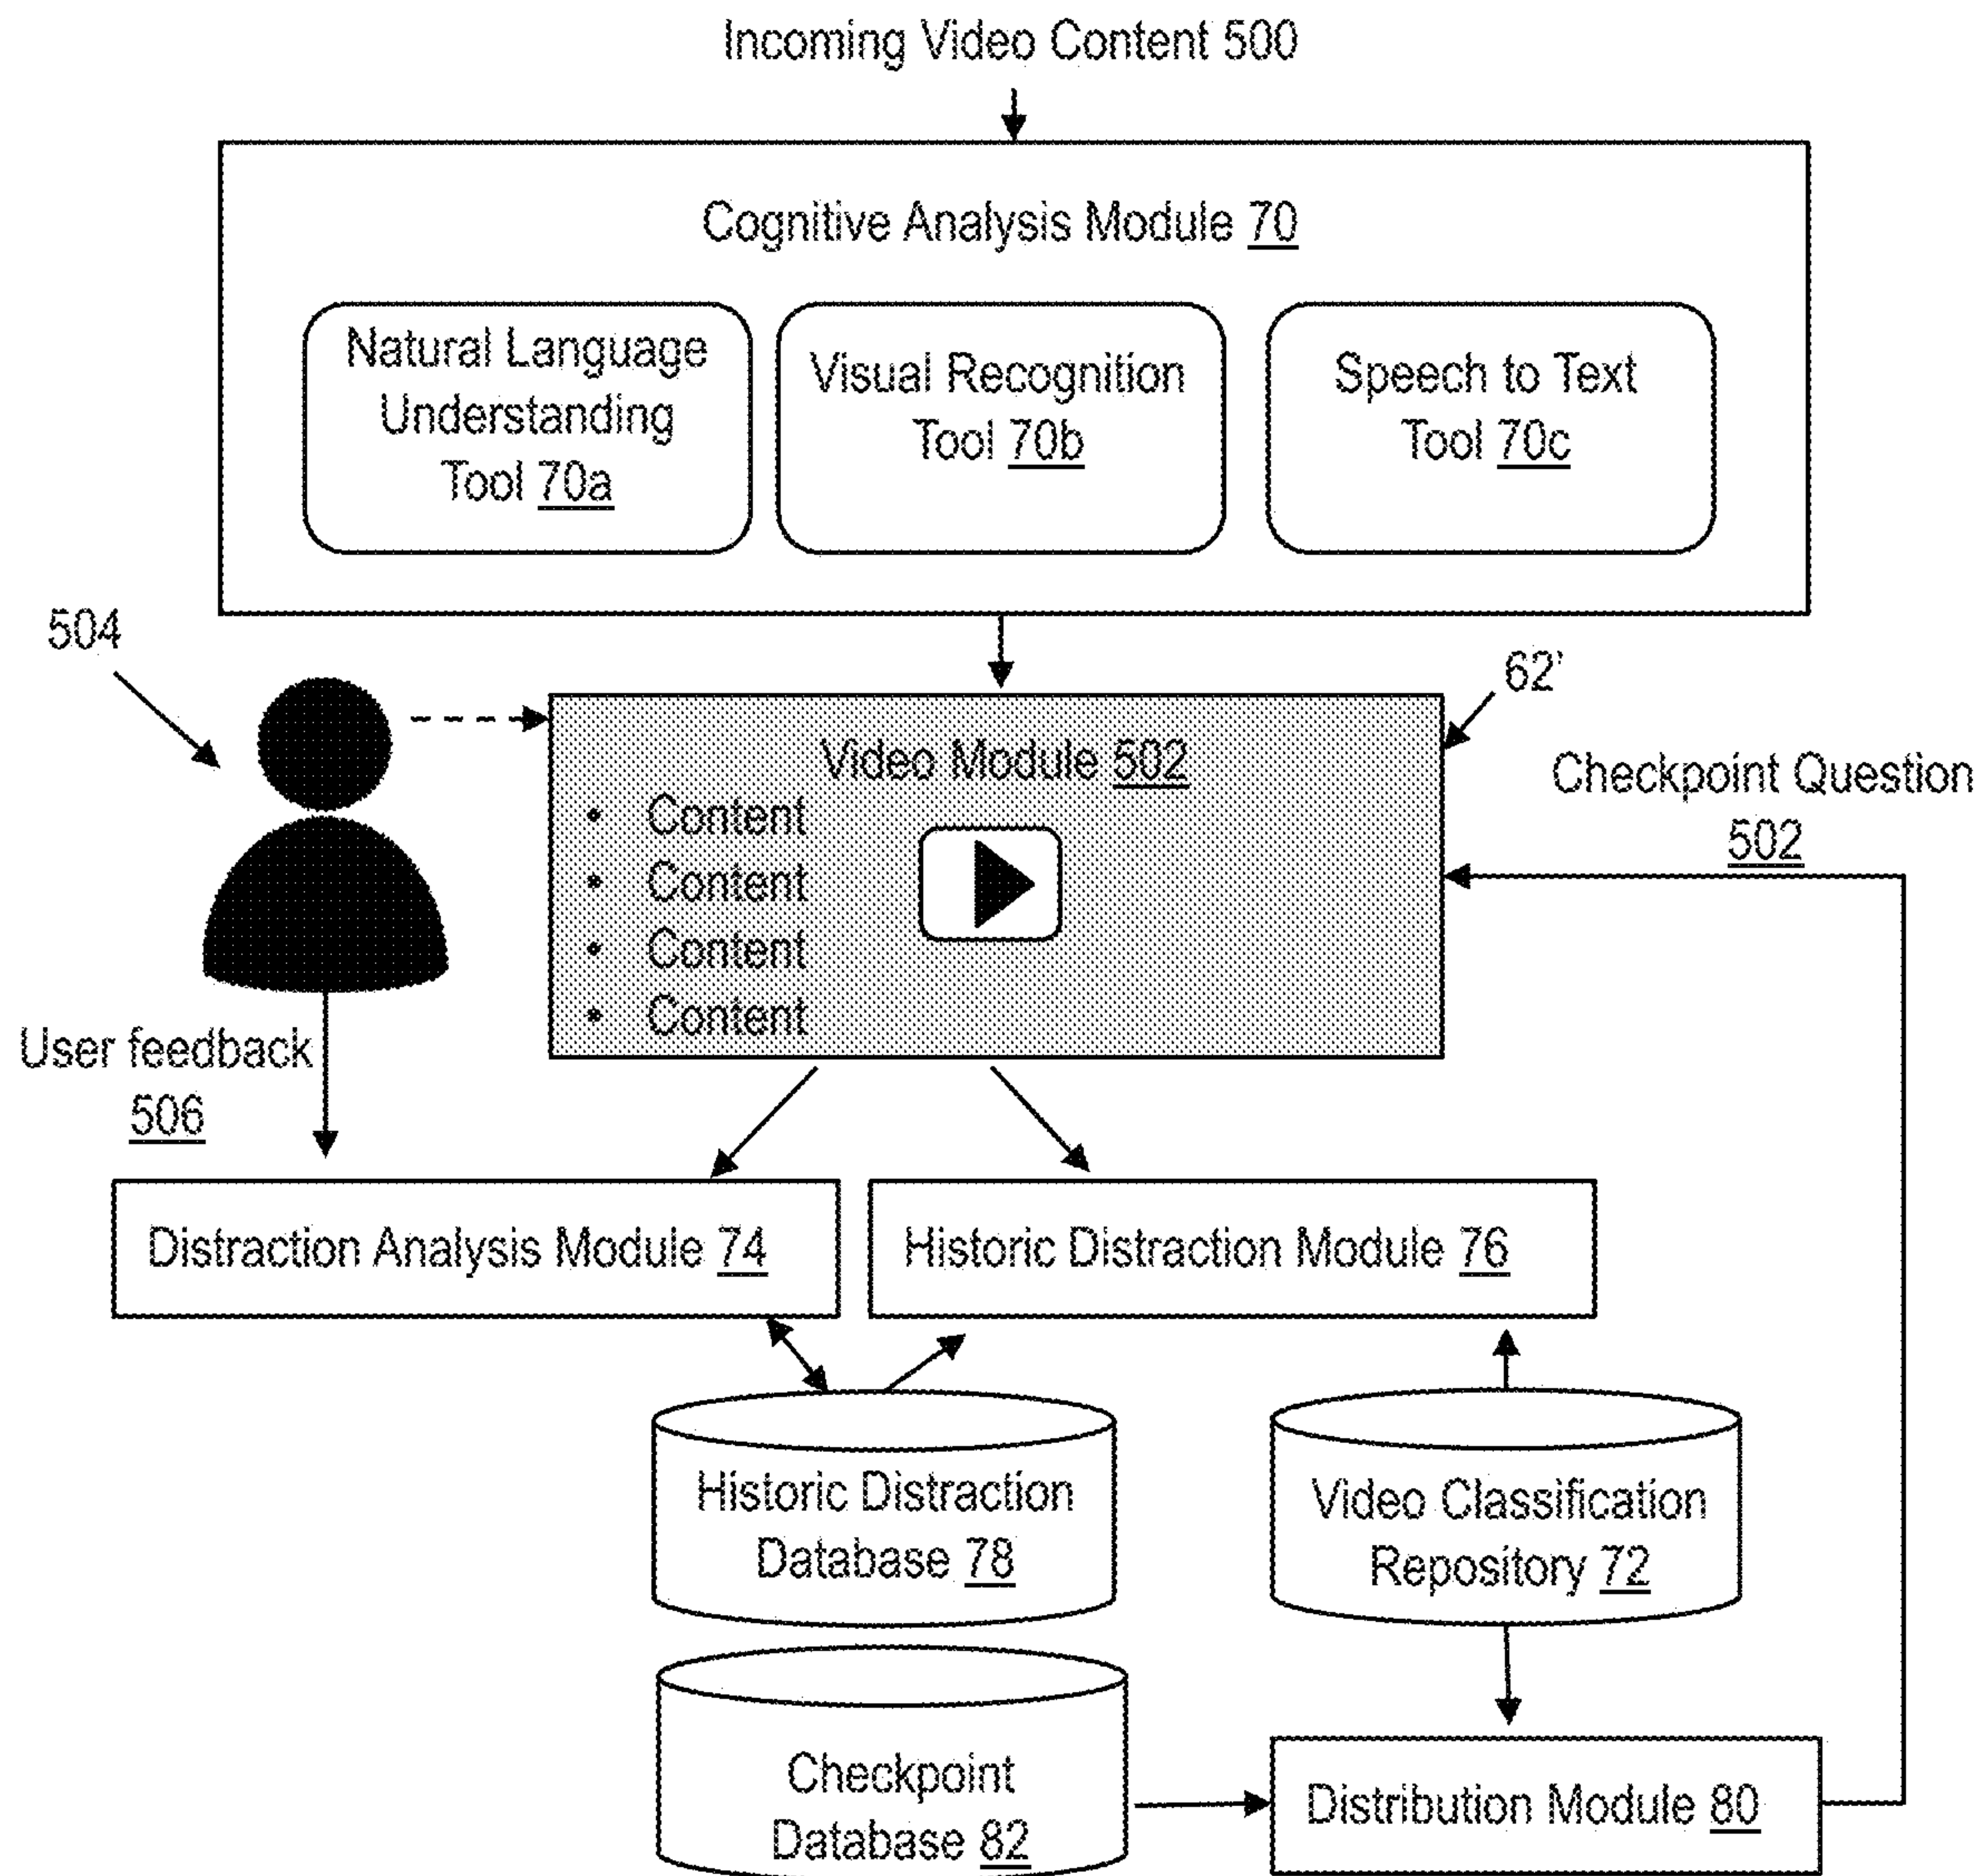 Incoming Video Content 500
Cognitive Analysis Module 70
Natural Language
Understanding
Tool 70a
Visual Recognition
Tool 70b
Speech to Text
Tool 70c
504
62'
Video Module 502
• Content
• Content
• Content
• Content
Checkpoint Question
502
User feedback
506
Distraction Analysis Module 74
Historic Distraction Module 76
Historic Distraction
Database 78
Video Classification
Repository 72
Checkpoint
Database 82
Distribution Module 80